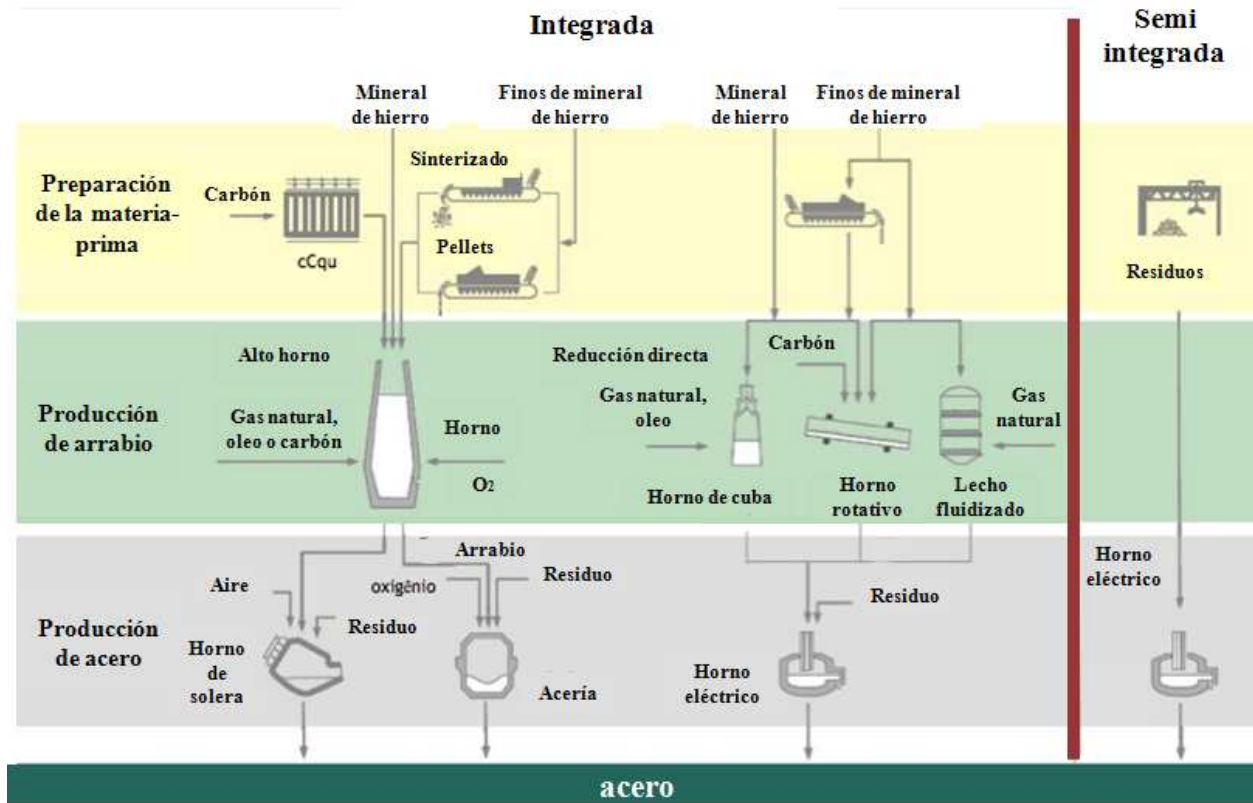 Integrada
Semi
integrada
Mineral
de hierro
Finos de mineral
de hierro
Mineral
de hierro
Finos de mineral
de hierro
Preparación
de la materia-
prima
Carbón
cCqu
Sinterizado
Pellets
Residuos
Producción
de arrabio
Alto horno
Gas natural,
oleo o carbón
Horno
O2
Reducción directa
Gas natural,
oleo
Carbón
Gas
natural
Horno de cuba
Horno
rotativo
Lecho
fluidizado
Producción
de acero
Aire
Residuo
Horno
de
solera
Arrabio
oxigênio
Residuo
Acería
Residuo
Horno
eléctrico
Horno
eléctrico
acero